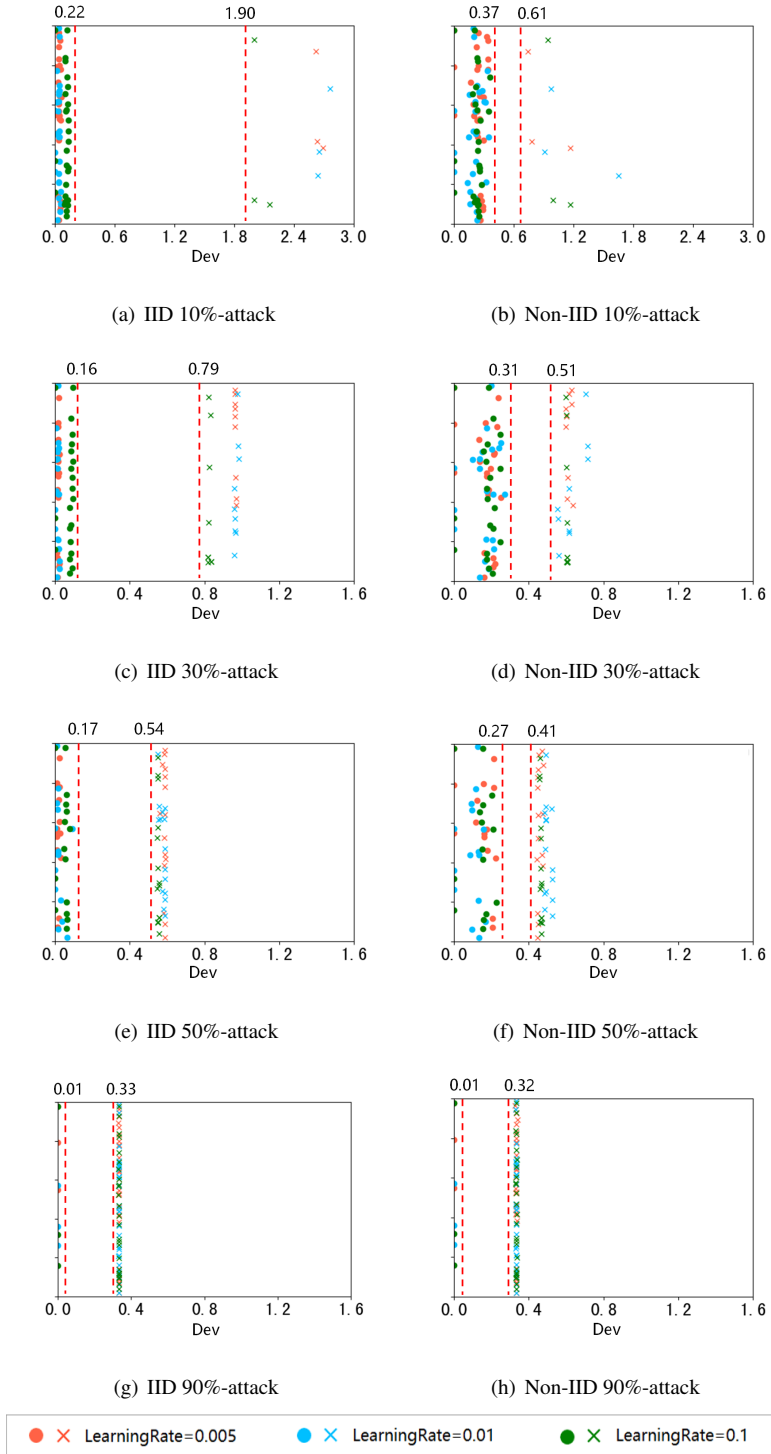 0.22 1.90 0.37 0.61
0.0 0.6 1.2 1.8 2.4 3.0 0.0 0.6 1.2 1.8 2.4 3.0
Dev Dev
(a) IID 10%-attack (b) Non-IID 10%-attack
0.16 0.79 0.31 0.51
0.0 0.4 0.8 1.2 1.6 0.0 0.4 0.8 1.2 1.6
Dev Dev
(c) IID 30%-attack (d) Non-IID 30%-attack
0.17 0.54 0.27 0.41
0.0 0.4 0.8 1.2 1.6 0.0 0.4 0.8 1.2 1.6
Dev Dev
(e) IID 50%-attack (f) Non-IID 50%-attack
0.01 0.33 0.01 0.32
0.0 0.4 0.8 1.2 1.6 0.0 0.4 0.8 1.2 1.6
Dev Dev
(g) IID 90%-attack (h) Non-IID 90%-attack
LearningRate=0.005 LearningRate=0.01 LearningRate=0.1